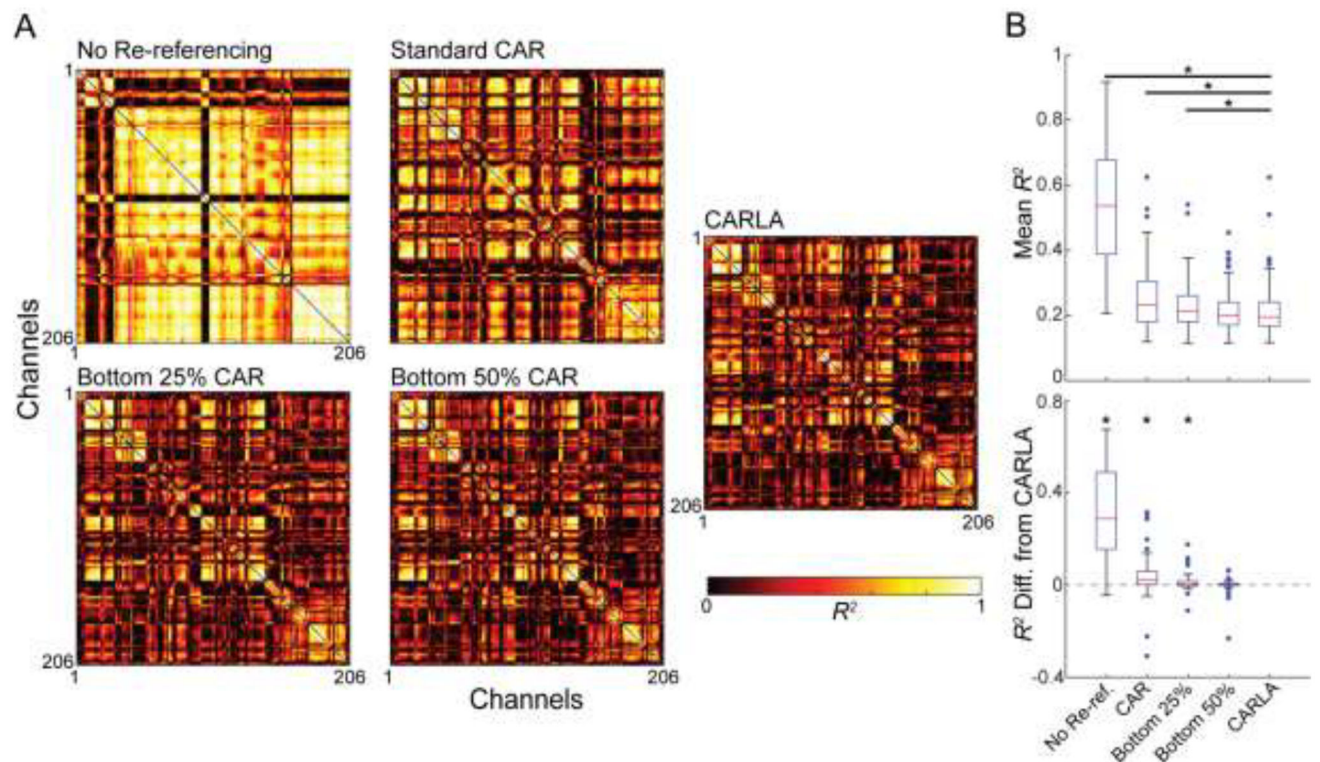 A
No Re-referencing
1
206
1
206
Standard CAR
Bottom 25% CAR
1
206
1
206
Bottom 50% CAR
1
206
CARLA
1
206
1
206
Channels
Channels
0
R²
1
B
1
0.8
0.6
0.4
0.2
0
Mean R²
*
*
*
0.8
0.4
0
-0.4
R² Diff. from CARLA
*
*
*
No Re-ref.
CAR
Bottom 25%
Bottom 50%
CARLA